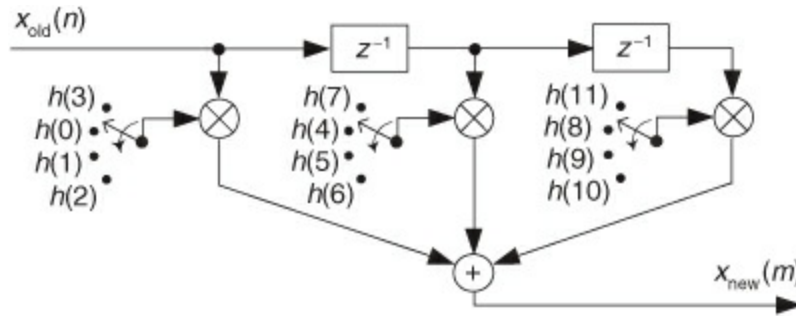 x_old(n)
z⁻¹
z⁻¹
h(3)
h(0)
h(1)
h(2)
h(7)
h(4)
h(5)
h(6)
h(11)
h(8)
h(9)
h(10)
+
x_new(m)